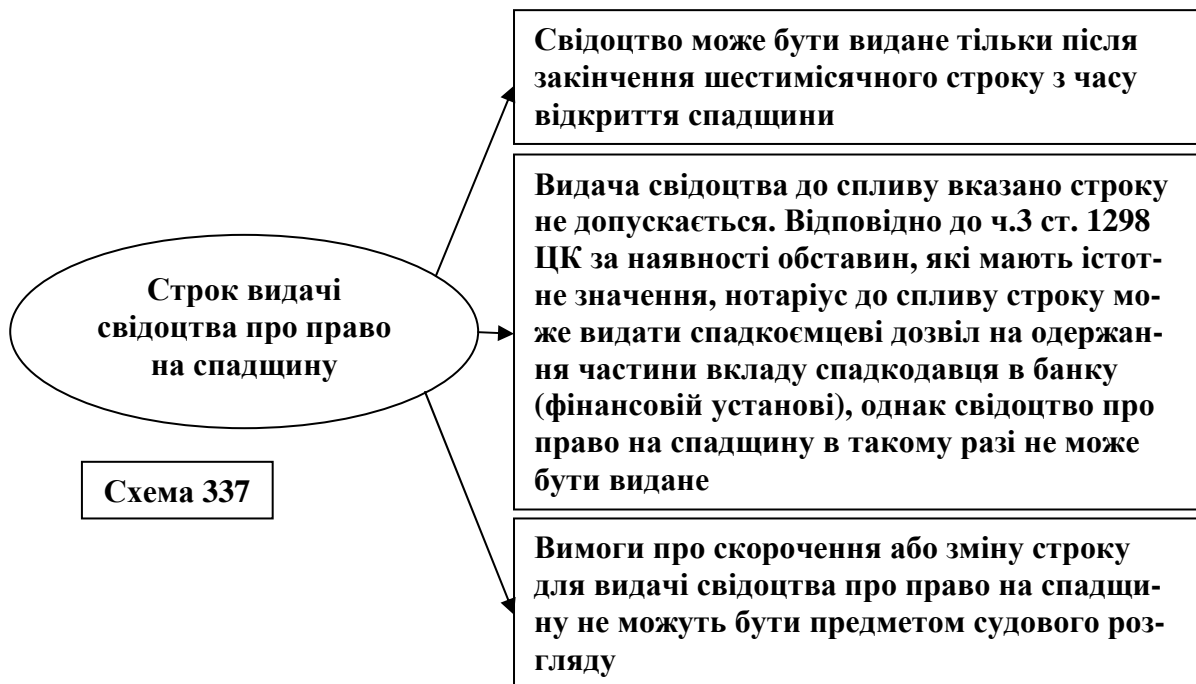 Свідоцтво може бути видане тільки після
закінчення шестимісячного строку з часу
відкриття спадщини
Видача свідоцтва до спливу вказано строку
не допускається. Відповідно до ч.3 ст. 1298
ЦК за наявності обставин, які мають істот-
не значення, нотаріус до спливу строку мо-
же видати спадкоємцеві дозвіл на одержан-
ня частини вкладу спадкодавця в банку
(фінансовій установі), однак свідоцтво про
право на спадщину в такому разі не може
бути видане
Строк видачі
свідоцтва про право
на спадщину
Схема 337
Вимоги про скорочення або зміну строку
для видачі свідоцтва про право на спадщи-
ну не можуть бути предметом судового роз-
гляду